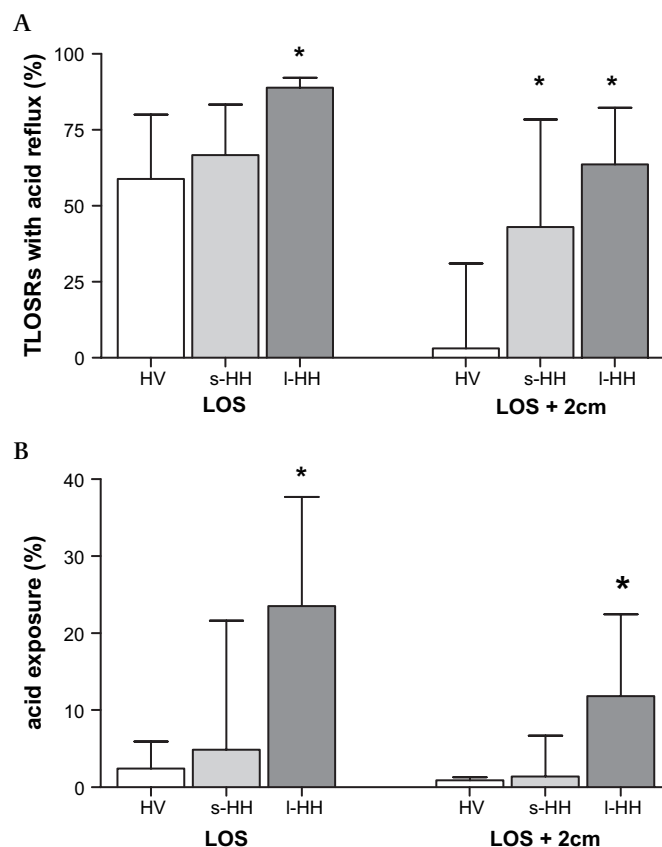 A
TLOSRs with acid reflux (%)
100
75
50
25
0
*
*
*
HV
s-HH
l-HH
HV
s-HH
l-HH
LOS
LOS + 2cm
B
acid exposure (%)
40
30
20
10
0
*
*
HV
s-HH
l-HH
HV
s-HH
l-HH
LOS
LOS + 2cm